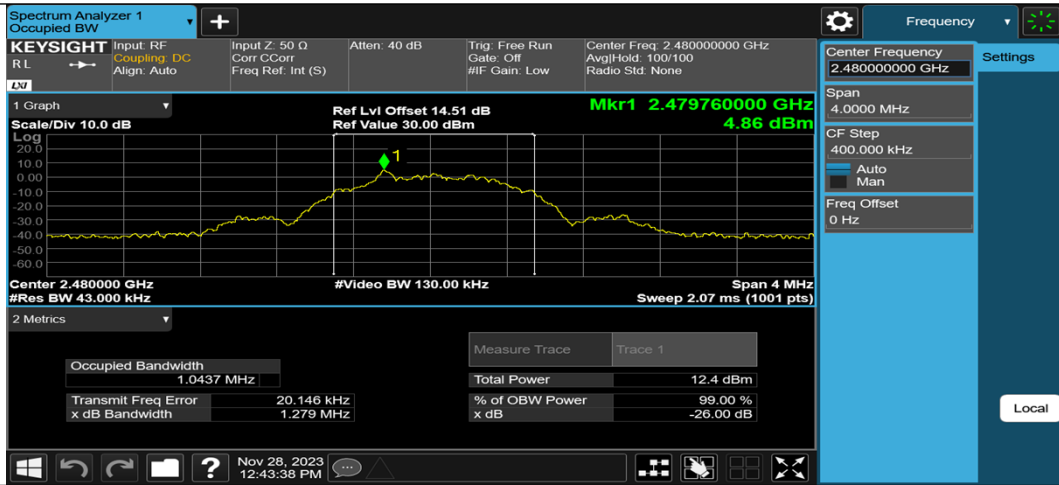 Spectrum Analyzer 1
Occupied BW
Frequency
KEYSIGHT
Input: RF
Coupling: DC
Align: Auto
Input Z: 50 Ω
Corr CCorr
Freq Ref: Int (S)
Atten: 40 dB
Trig: Free Run
Gate: Off
#IF Gain: Low
Center Freq: 2.480000000 GHz
Avg|Hold: 100/100
Radio Std: None
R L
LXI
Center Frequency
2.480000000 GHz
Settings
Span
4.0000 MHz
CF Step
400.000 kHz
Auto
Man
Freq Offset
0 Hz
Local
1 Graph
Scale/Div 10.0 dB
Ref Lvl Offset 14.51 dB
Ref Value 30.00 dBm
Mkr1 2.479760000 GHz
4.86 dBm
Log
20.0
10.0
0.00
-10.0
-20.0
-30.0
-40.0
-50.0
-60.0
1
Center 2.480000 GHz
#Res BW 43.000 kHz
#Video BW 130.00 kHz
Span 4 MHz
Sweep 2.07 ms (1001 pts)
2 Metrics
Measure Trace Trace 1
Occupied Bandwidth
1.0437 MHz
Total Power 12.4 dBm
Transmit Freq Error 20.146 kHz
x dB Bandwidth 1.279 MHz
% of OBW Power 99.00 %
x dB -26.00 dB
?
Nov 28, 2023
12:43:38 PM